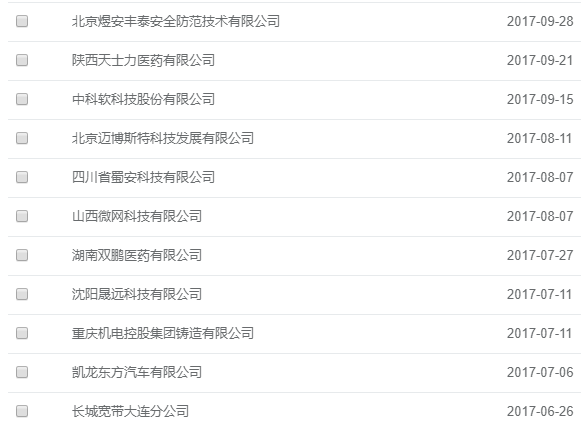 北京煜安丰泰安全防范技术有限公司 2017-09-28
陕西天士力医药有限公司 2017-09-21
中科软科技股份有限公司 2017-09-15
北京迈博斯特科技发展有限公司 2017-08-11
四川省蜀安科技有限公司 2017-08-07
山西微网科技有限公司 2017-08-07
湖南双鹏医药有限公司 2017-07-27
沈阳晟远科技有限公司 2017-07-11
重庆机电控股集团铸造有限公司 2017-07-11
凯龙东方汽车有限公司 2017-07-06
长城宽带大连分公司 2017-06-26